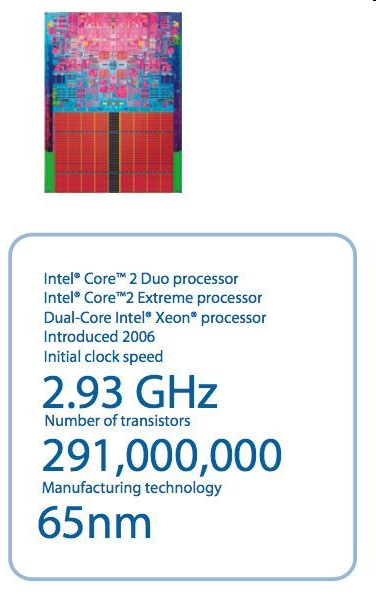 Intel® Core™ 2 Duo processor
Intel® Core™2 Extreme processor
Dual-Core Intel® Xeon® processor
Introduced 2006
Initial clock speed
2.93 GHz
Number of transistors
291,000,000
Manufacturing technology
65nm